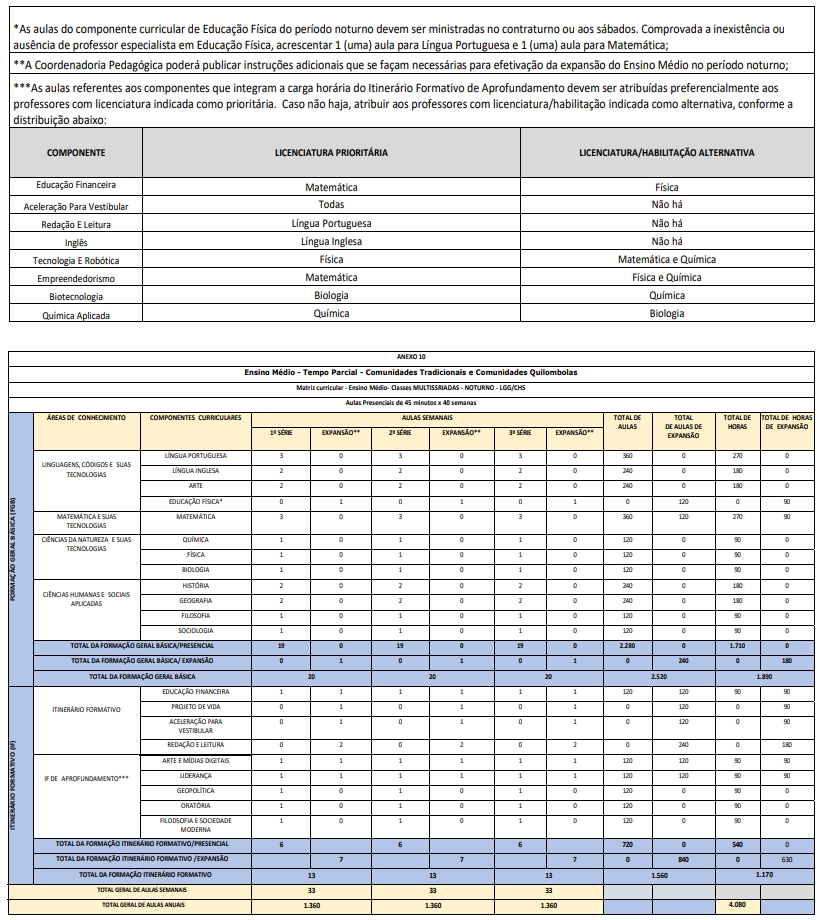 *As aulas do componente curricular de Educação Física do período noturno devem ser ministradas no contraturno ou aos sábados. Comprovada a inexistência ou
ausência de professor especialista em Educação Física, acrescentar 1 (uma) aula para Língua Portuguesa e 1 (uma) aula para Matemática;
**A Coordenadoria Pedagógica poderá publicar instruções adicionais que se façam necessárias para efetivação da expansão do Ensino Médio no período noturno;
***As aulas referentes aos componentes que integram a carga horária do Itinerário Formativo de Aprofundamento devem ser atribuídas preferencialmente aos
professores com licenciatura indicada como prioritária. Caso não haja, atribuir aos professores com licenciatura/habilitação indicada como alternativa, conforme a
distribuição abaixo:
COMPONENTE LICENCIATURA PRIORITÁRIA LICENCIATURA/HABILITAÇÃO ALTERNATIVA
Educação Financeira Matemática Física
Aceleração Para Vestibular Todas Não há
Redação E Leitura Língua Portuguesa Não há
Inglês Língua Inglesa Não há
Tecnologia E Robótica Física Matemática e Química
Empreendedorismo Matemática Física e Química
Biotecnologia Biologia Química
Química Aplicada Química Biologia
ANEXO 10
Ensino Médio - Tempo Parcial - Comunidades Tradicionais e Comunidades Quilombolas
Matriz curricular - Ensino Médio- Classes MULTISSRIADAS - NOTURNO - LGG/CHS
Aulas Presenciais de 45 minutos x 40 semanas
ÁREAS DE CONHECIMENTO COMPONENTES CURRICULARES AULAS SEMANAIS TOTAL DE AULAS TOTAL DE AULAS DE EXPANSÃO TOTAL DE HORAS TOTAL DE HORAS DE EXPANSÃO
1º SÉRIE EXPANSÃO** 2º SÉRIE EXPANSÃO** 3º SÉRIE EXPANSÃO**
FORMAÇÃO GERAL BÁSICA (FGB)
LINGUAGENS, CÓDIGOS E SUAS TECNOLOGIAS
LÍNGUA PORTUGUESA 3 0 3 0 3 0 360 0 270 0
LÍNGUA INGLESA 2 0 2 0 2 0 240 0 180 0
ARTE 2 0 2 0 2 0 240 0 180 0
EDUCAÇÃO FÍSICA* 0 1 0 1 0 1 0 120 0 90
MATEMÁTICA E SUAS TECNOLOGIAS
MATEMÁTICA 3 0 3 0 3 0 360 120 270 90
CIÊNCIAS DA NATUREZA E SUAS TECNOLOGIAS
QUÍMICA 1 0 1 0 1 0 120 0 90 0
FÍSICA 1 0 1 0 1 0 120 0 90 0
BIOLOGIA 1 0 1 0 1 0 120 0 90 0
CIÊNCIAS HUMANAS E SOCIAIS APLICADAS
HISTÓRIA 2 0 2 0 2 0 240 0 180 0
GEOGRAFIA 2 0 2 0 2 0 240 0 180 0
FILOSOFIA 1 0 1 0 1 0 120 0 90 0
SOCIOLOGIA 1 0 1 0 1 0 120 0 90 0
TOTAL DA FORMAÇÃO GERAL BÁSICA/PRESENCIAL 19 0 19 0 19 0 2.280 0 1.710 0
TOTAL DA FORMAÇÃO GERAL BÁSICA/ EXPANSÃO 0 1 0 1 0 1 0 240 0 180
TOTAL DA FORMAÇÃO GERAL BÁSICA 20 20 20 2.520 1.890
ITINERÁRIO FORMATIVO (IF)
ITINERÁRIO FORMATIVO
EDUCAÇÃO FINANCEIRA 1 1 1 1 1 1 120 120 90 90
PROJETO DE VIDA 0 1 0 1 0 1 0 120 0 90
ACELERAÇÃO PARA VESTIBULAR 0 1 0 1 0 1 0 120 0 90
REDAÇÃO E LEITURA 0 2 0 2 0 2 0 240 0 180
IF DE APROFUNDAMENTO***
ARTE E MÍDIAS DIGITAIS 1 1 1 1 1 1 120 120 90 90
LIDERANÇA 1 1 1 1 1 1 120 120 90 90
GEOPOLÍTICA 1 0 1 0 1 0 120 0 90 0
ORATÓRIA 1 0 1 0 1 0 120 0 90 0
FILODSOFIA E SOCIEDADE MODERNA 1 0 1 0 1 0 120 0 90 0
TOTAL DA FORMAÇÃO ITINERÁRIO FORMATIVO/PRESENCIAL 6 6 6 720 0 540 0
TOTAL DA FORMAÇÃO ITINERÁRIO FORMATIVO /EXPANSÃO 7 7 7 0 840 0 630
TOTAL DA FORMAÇÃO ITINERÁRIO FORMATIVO 13 13 13 1.560 1.170
TOTAL GERAL DE AULAS SEMANAIS 33 33 33
TOTAL GERAL DE AULAS ANUAIS 1.360 1.360 1.360 4.080